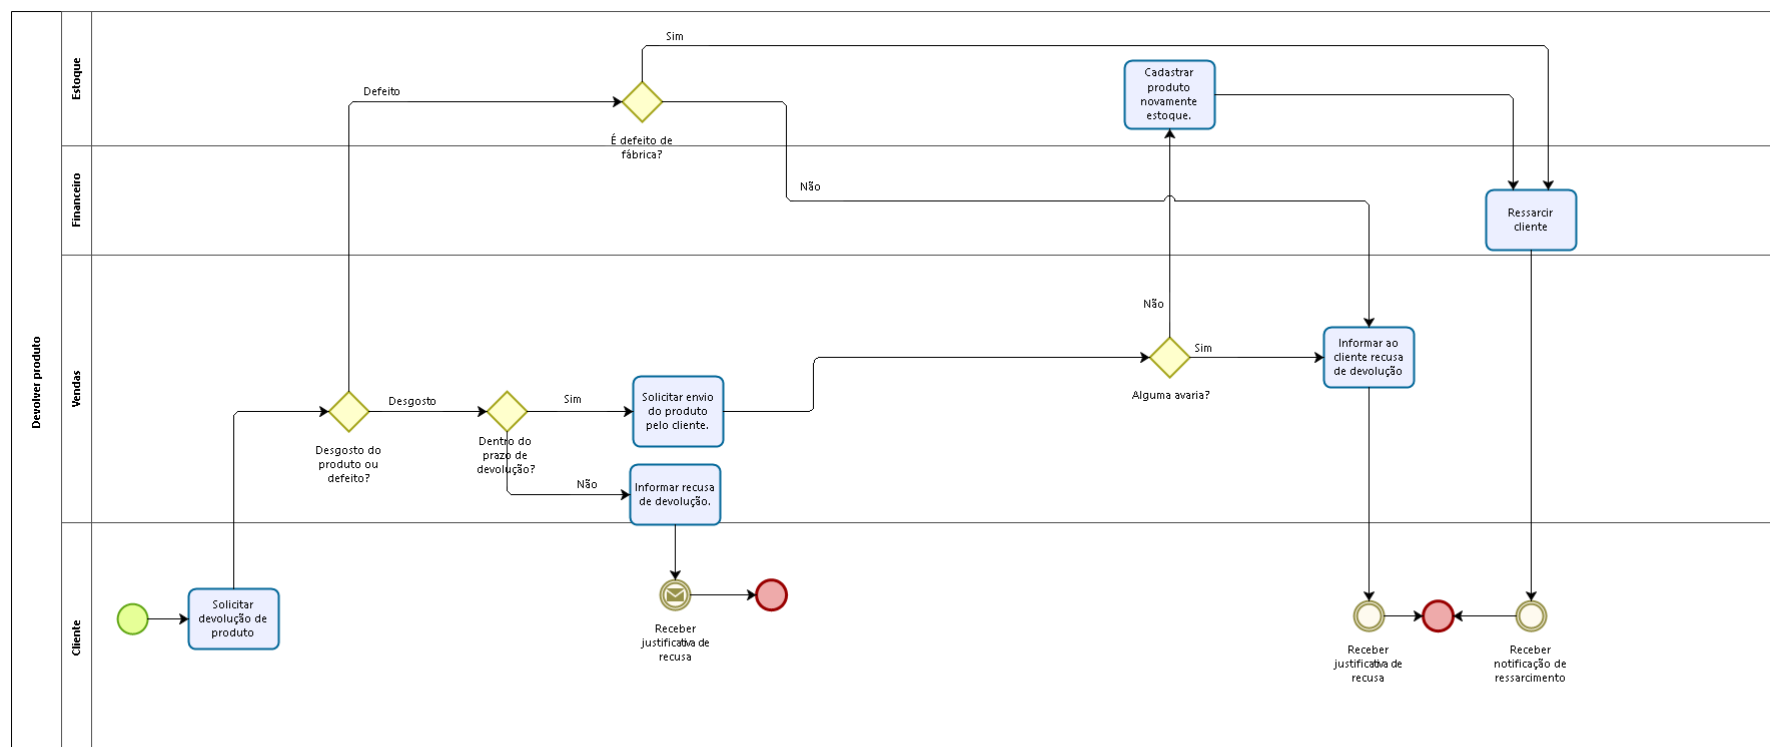 Devolver produto
Estoque
Financeiro
Vendas
Cliente
Sim
Defeito
É defeito de
fábrica?
Cadastrar
produto
novamente
estoque.
Não
Ressarcir
cliente
Não
Desgosto
Desgosto do
produto ou
defeito?
Sim
Dentro do
prazo de
devolução?
Não
Solicitar envio
do produto
pelo cliente.
Informar recusa
de devolução.
Sim
Alguma avaria?
Informar ao
cliente recusa
de devolução
Solicitar
devolução de
produto
Receber
justificativa de
recusa
Receber
justificativa de
recusa
Receber
notificação de
ressarcimento